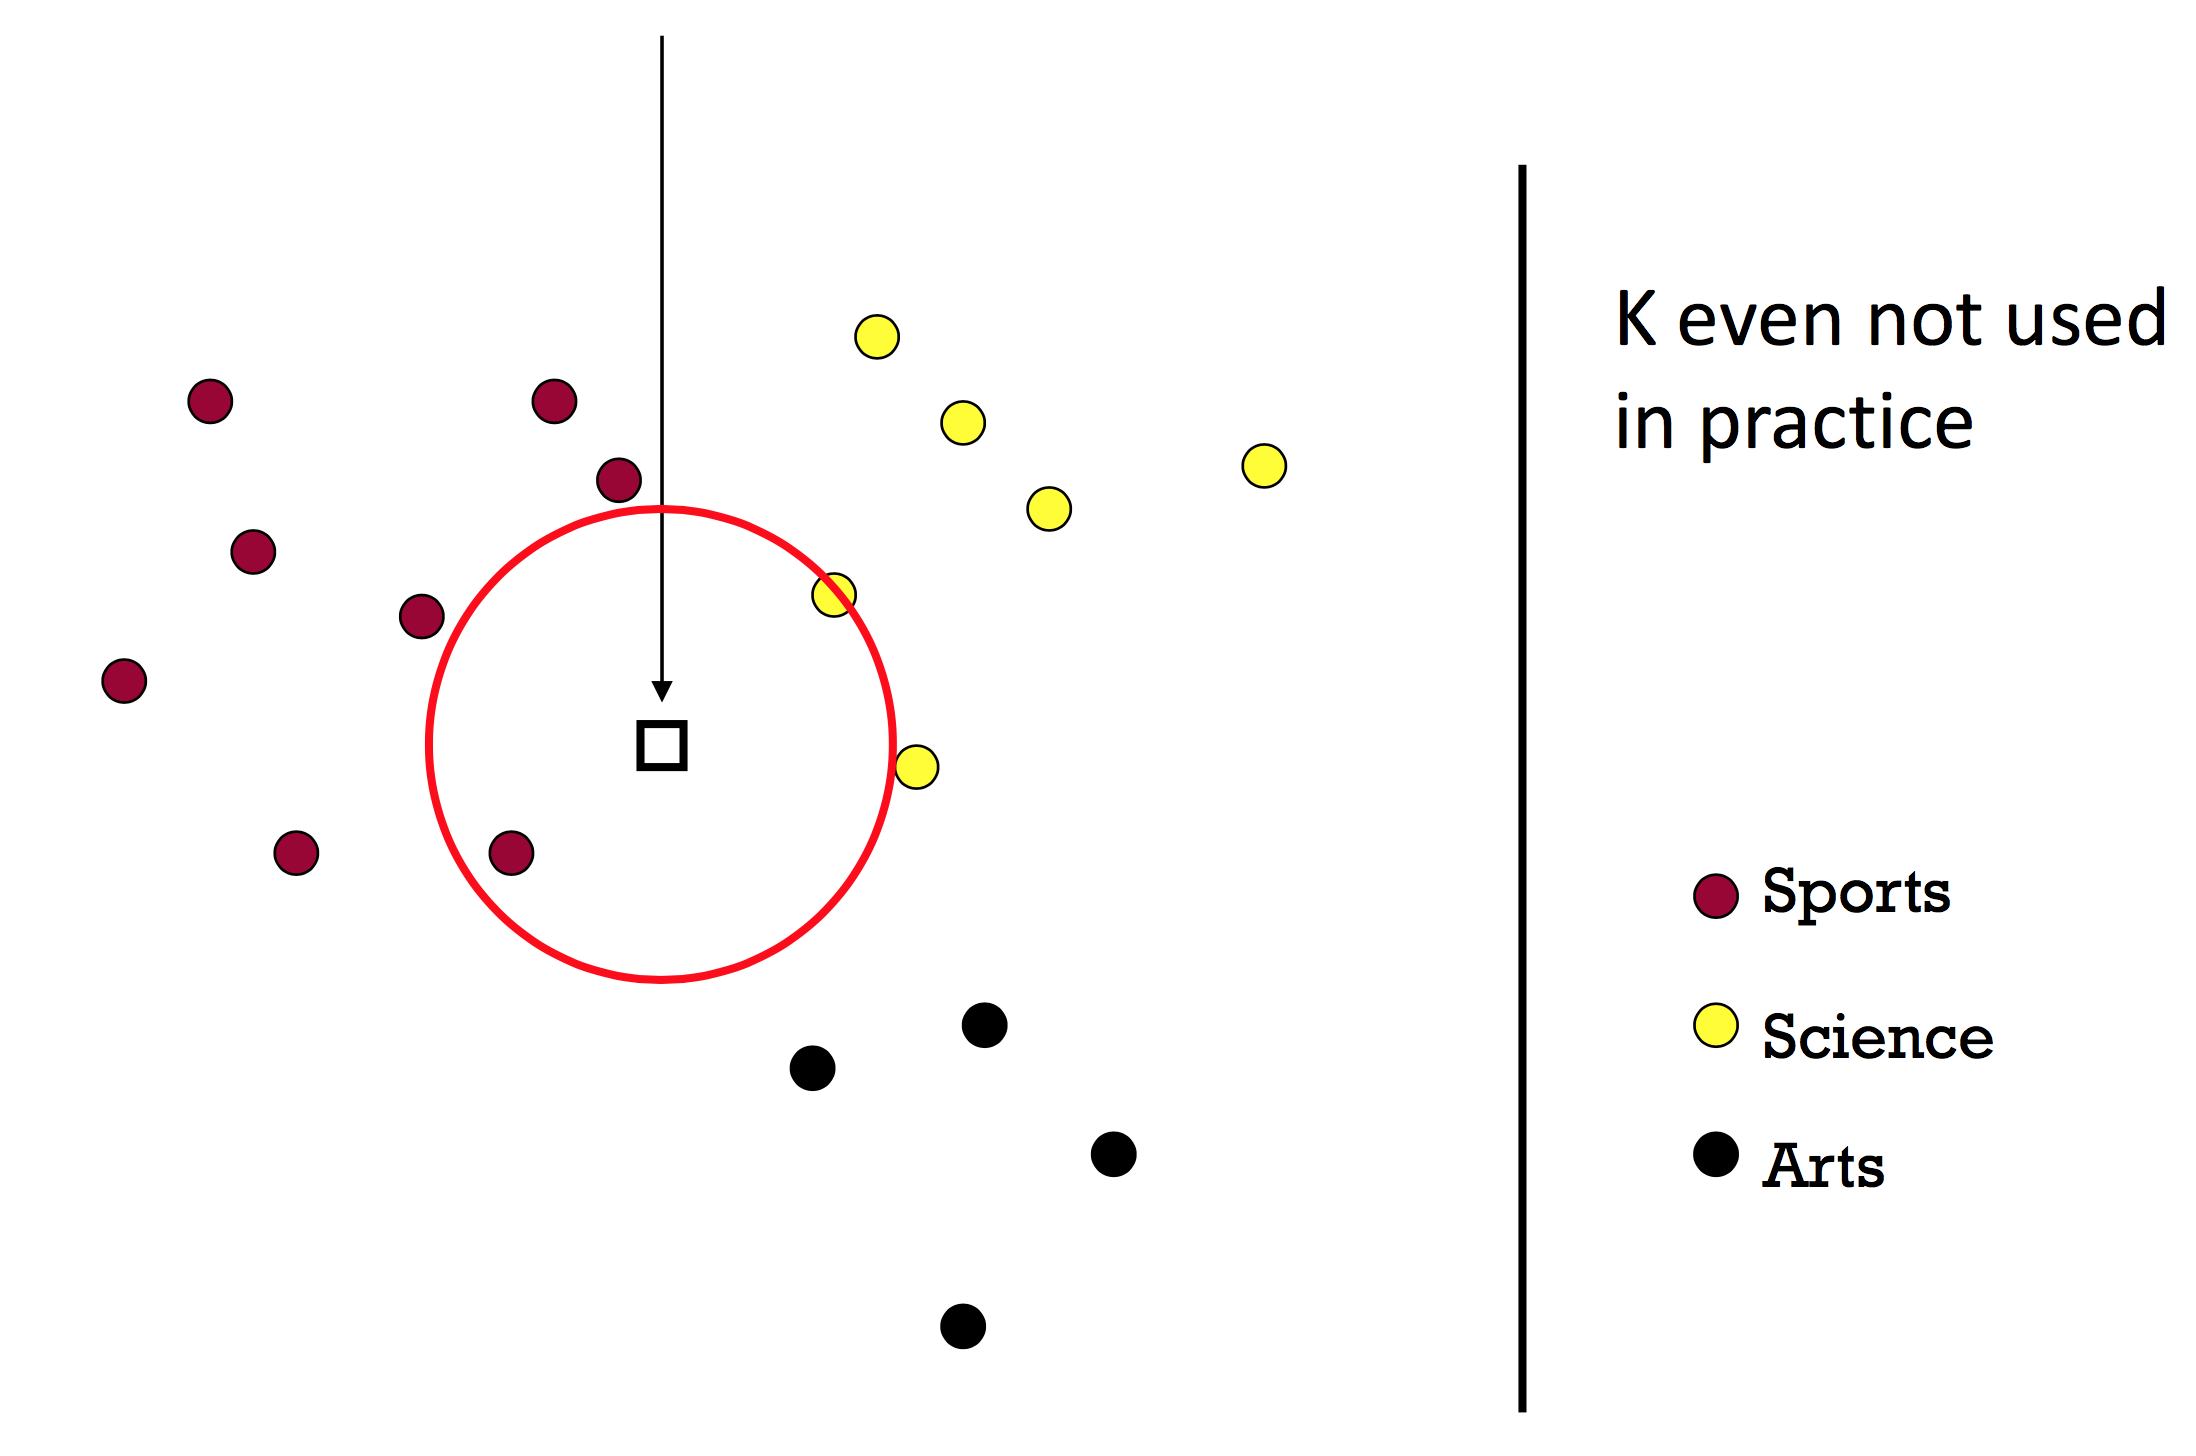 K even not used
in practice
Sports
Science
Arts